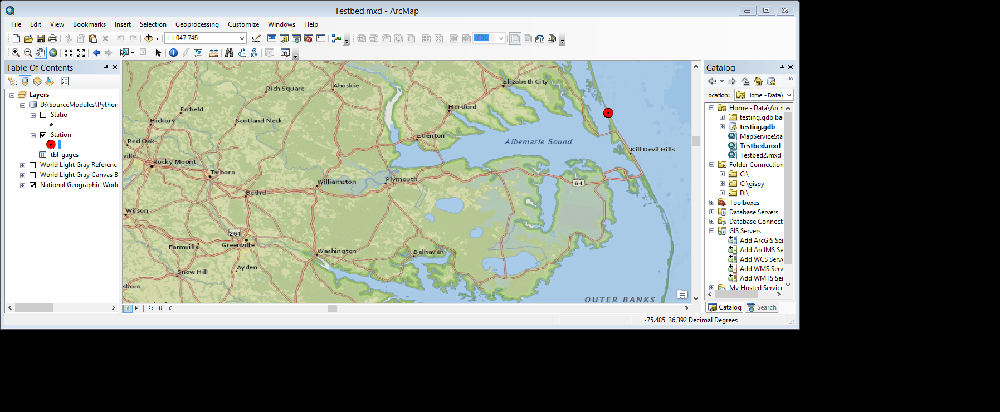 Testbed.mxd - ArcMap
File Edit View Bookmarks Insert Selection Geoprocessing Customize Windows Help
1:1,047,745
100%
Table Of Contents
Layers
D:\SourceModules\Python
Statio
Station
tbl_gages
World Light Gray Reference
World Light Gray Canvas B
National Geographic World
Rich Square
Ahoskie
Elizabeth City
Enfield
Hertford
Hickory
Scotland Neck
Edenton
Red Oak
Albemarle Sound
ville
Kill Devil Hills
Rocky Mount
Tarboro
Williamston
Plymouth
64
Bethel
Wilson
264
Farmville
Greenville
Washington
Belhaven
Snow Hill
Ayden
sboro
OUTER BANKS
Catalog
Location: Home - Data\
Home - Data\Arcm
testing.gdb bac
testing.gdb
MapServiceStat
Testbed.mxd
Testbed2.mxd
Folder Connection
C:\
C:\gispy
D:\
Toolboxes
Database Servers
Database Connect
GIS Servers
Add ArcGIS Ser
Add ArcIMS Se
Add WCS Serve
Add WMS Serv
Add WMTS Ser
My Hosted Service
Catalog Search
-75.485 36.392 Decimal Degrees